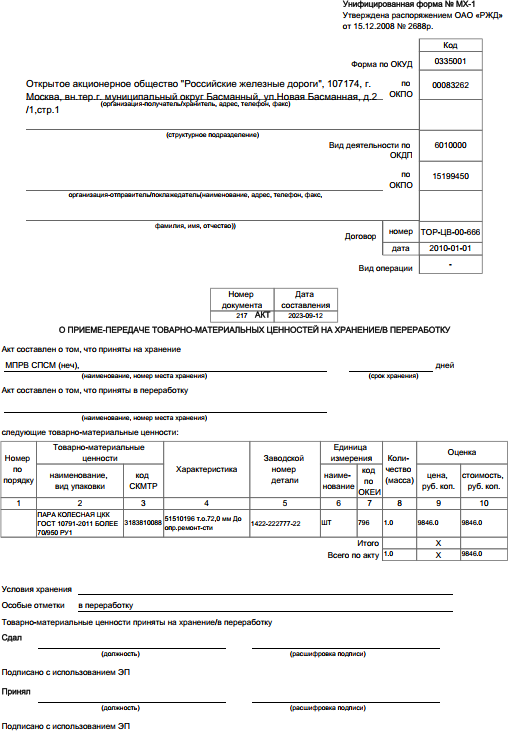 Унифицированная форма № МХ-1
Утверждена распоряжением ОАО «РЖД»
от 15.12.2008 № 2688р.
Код
Форма по ОКУД 0335001
Открытое акционерное общество "Российские железные дороги", 107174, г. по ОКПО 00083262
Москва, вн.тер.г. муниципальный округ Басманный, ул.Новая Басманная, д.2
(организация-получатель/хранитель, адрес, телефон, факс)
/1,стр.1
(структурное подразделение)
Вид деятельности по ОКДП 6010000
по ОКПО 15199450
организация-отправитель/поклажедатель(наименование, адрес, телефон, факс,
фамилия, имя, отчество))
Договор номер ТОР-ЦВ-00-666
дата 2010-01-01
Вид операции -
Номер документа Дата составления
217 АКТ 2023-09-12
О ПРИЕМЕ-ПЕРЕДАЧЕ ТОВАРНО-МАТЕРИАЛЬНЫХ ЦЕННОСТЕЙ НА ХРАНЕНИЕ/В ПЕРЕРАБОТКУ
Акт составлен о том, что приняты на хранение
МПРВ СПСМ (неч), дней
(наименование, номер места хранения) (срок хранения)
Акт составлен о том, что приняты в переработку
(наименование, номер места хранения)
следующие товарно-материальные ценности:
Номер по порядку Товарно-материальные ценности Характеристика Заводской номер детали Единица измерения Коли-чество (масса) Оценка
наименование, вид упаковки код СКМТР наиме-нование код по ОКЕИ цена, руб. коп. стоимость, руб. коп.
1 2 3 4 5 6 7 8 9 10
ПАРА КОЛЕСНАЯ ЦКК ГОСТ 10791-2011 БОЛЕЕ 70/950 РУ1 3183810088 51510196 т.о.72,0 мм До опр.ремонт-сти 1422-222777-22 ШТ 796 1.0 9846.0 9846.0
Итого X
Всего по акту 1.0 X 9846.0
Условия хранения
Особые отметки в переработку
Товарно-материальные ценности приняты на хранение/в переработку
Сдал
(должность) (расшифровка подписи)
Подписано с использованием ЭП
Принял
(должность) (расшифровка подписи)
Подписано с использованием ЭП